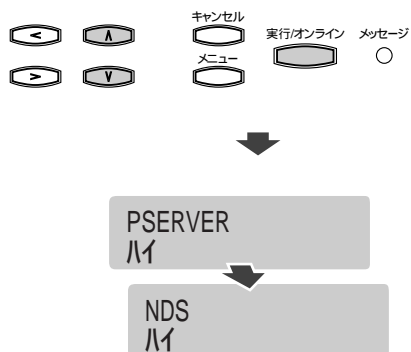 キャンセル
実行/オンライン メッセージ
< ∧
メニュー
> ∨
PSERVER
ハイ
NDS
ハイ